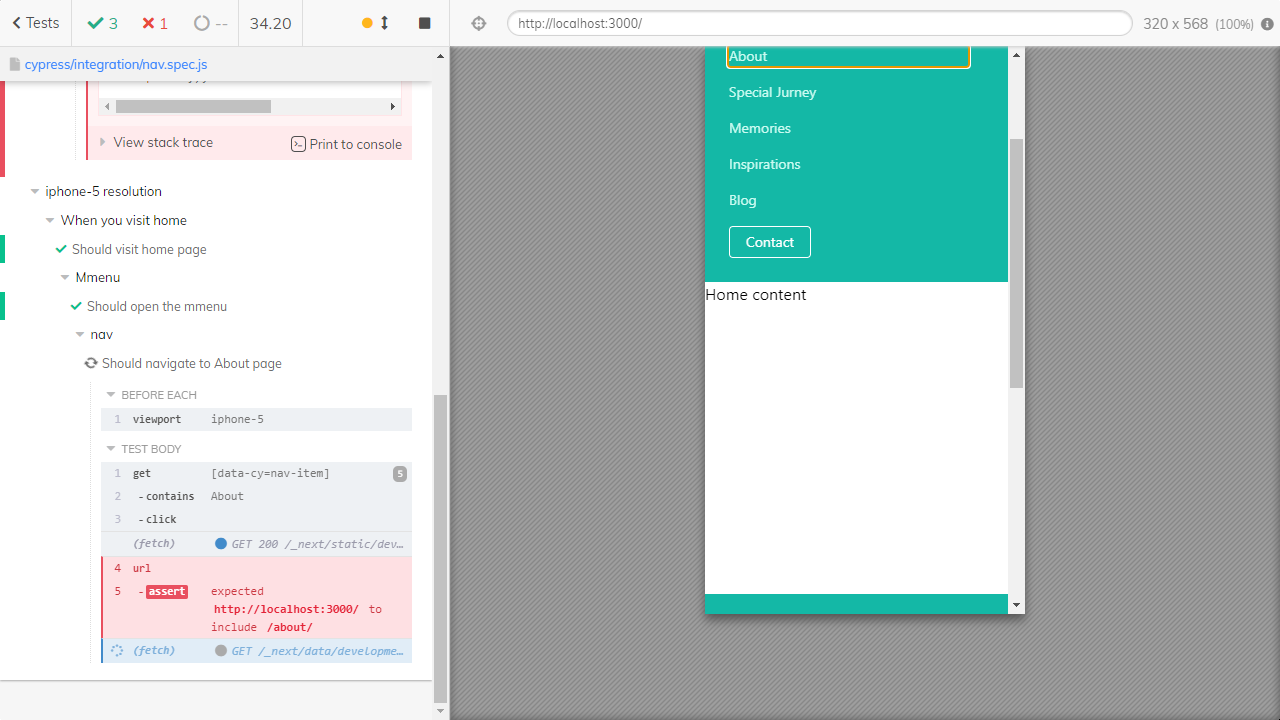 Tests
3
1
--
34.20
http://localhost:3000/
320 x 568 (100%)
cypress/integration/nav.spec.js
View stack trace
Print to console
iphone-5 resolution
When you visit home
Should visit home page
Mmenu
Should open the mmenu
nav
Should navigate to About page
BEFORE EACH
1 viewport iphone-5
TEST BODY
1 get [data-cy=nav-item] 5
2 -contains About
3 -click
(fetch) GET 200 /_next/static/dev…
4 url
5 -assert expected
http://localhost:3000/ to
include /about/
(fetch) GET /_next/data/developme…
About
Special Jurney
Memories
Inspirations
Blog
Contact
Home content